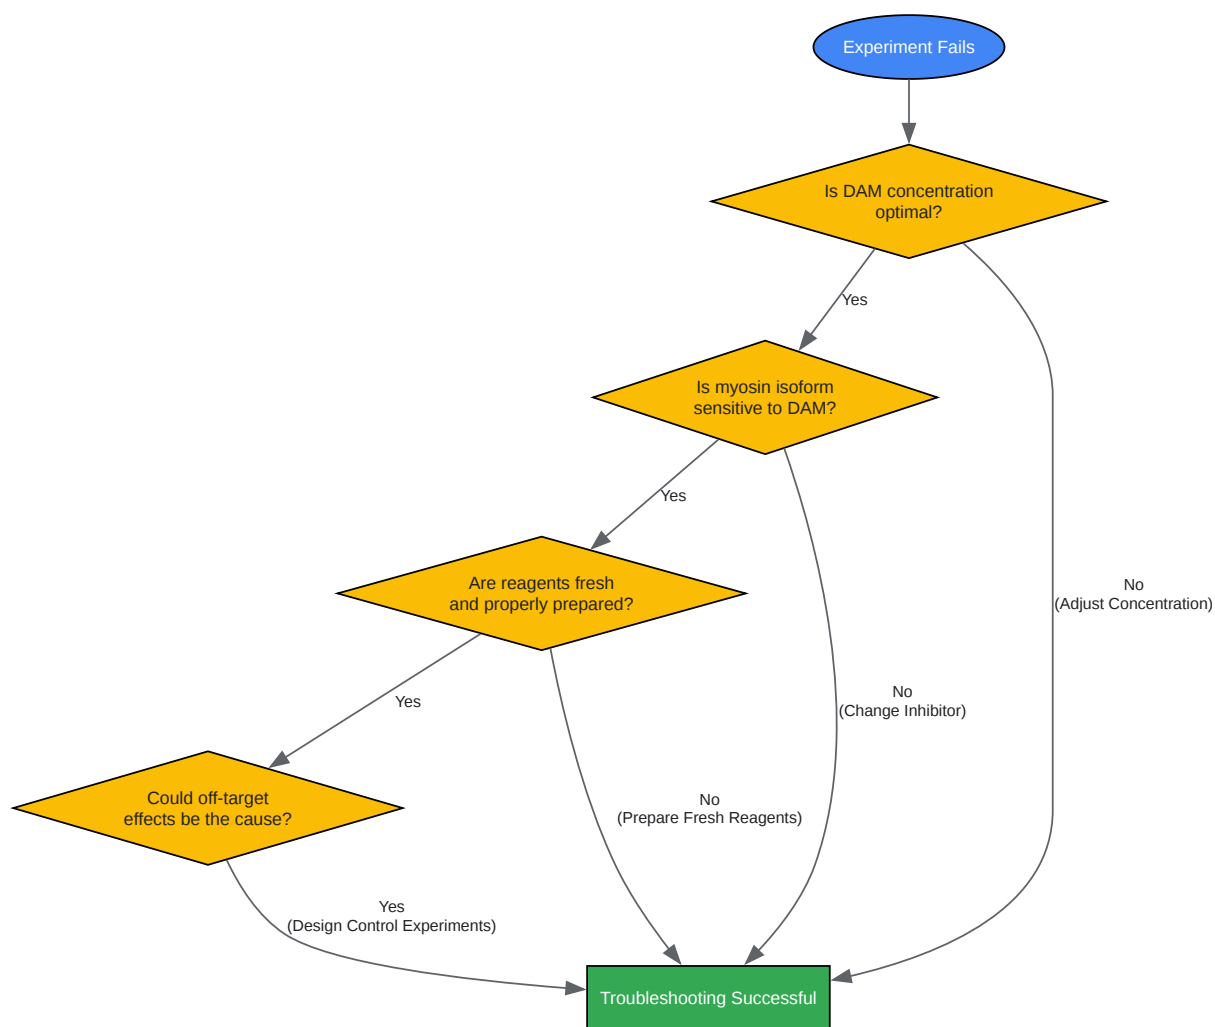 Experiment Fails
Is DAM concentration
optimal?
Yes
Is myosin isoform
sensitive to DAM?
Yes
Are reagents fresh
and properly prepared?
No
(Adjust Concentration)
Yes
No
(Change Inhibitor)
Could off-target
effects be the cause?
No
(Prepare Fresh Reagents)
Yes
(Design Control Experiments)
Troubleshooting Successful